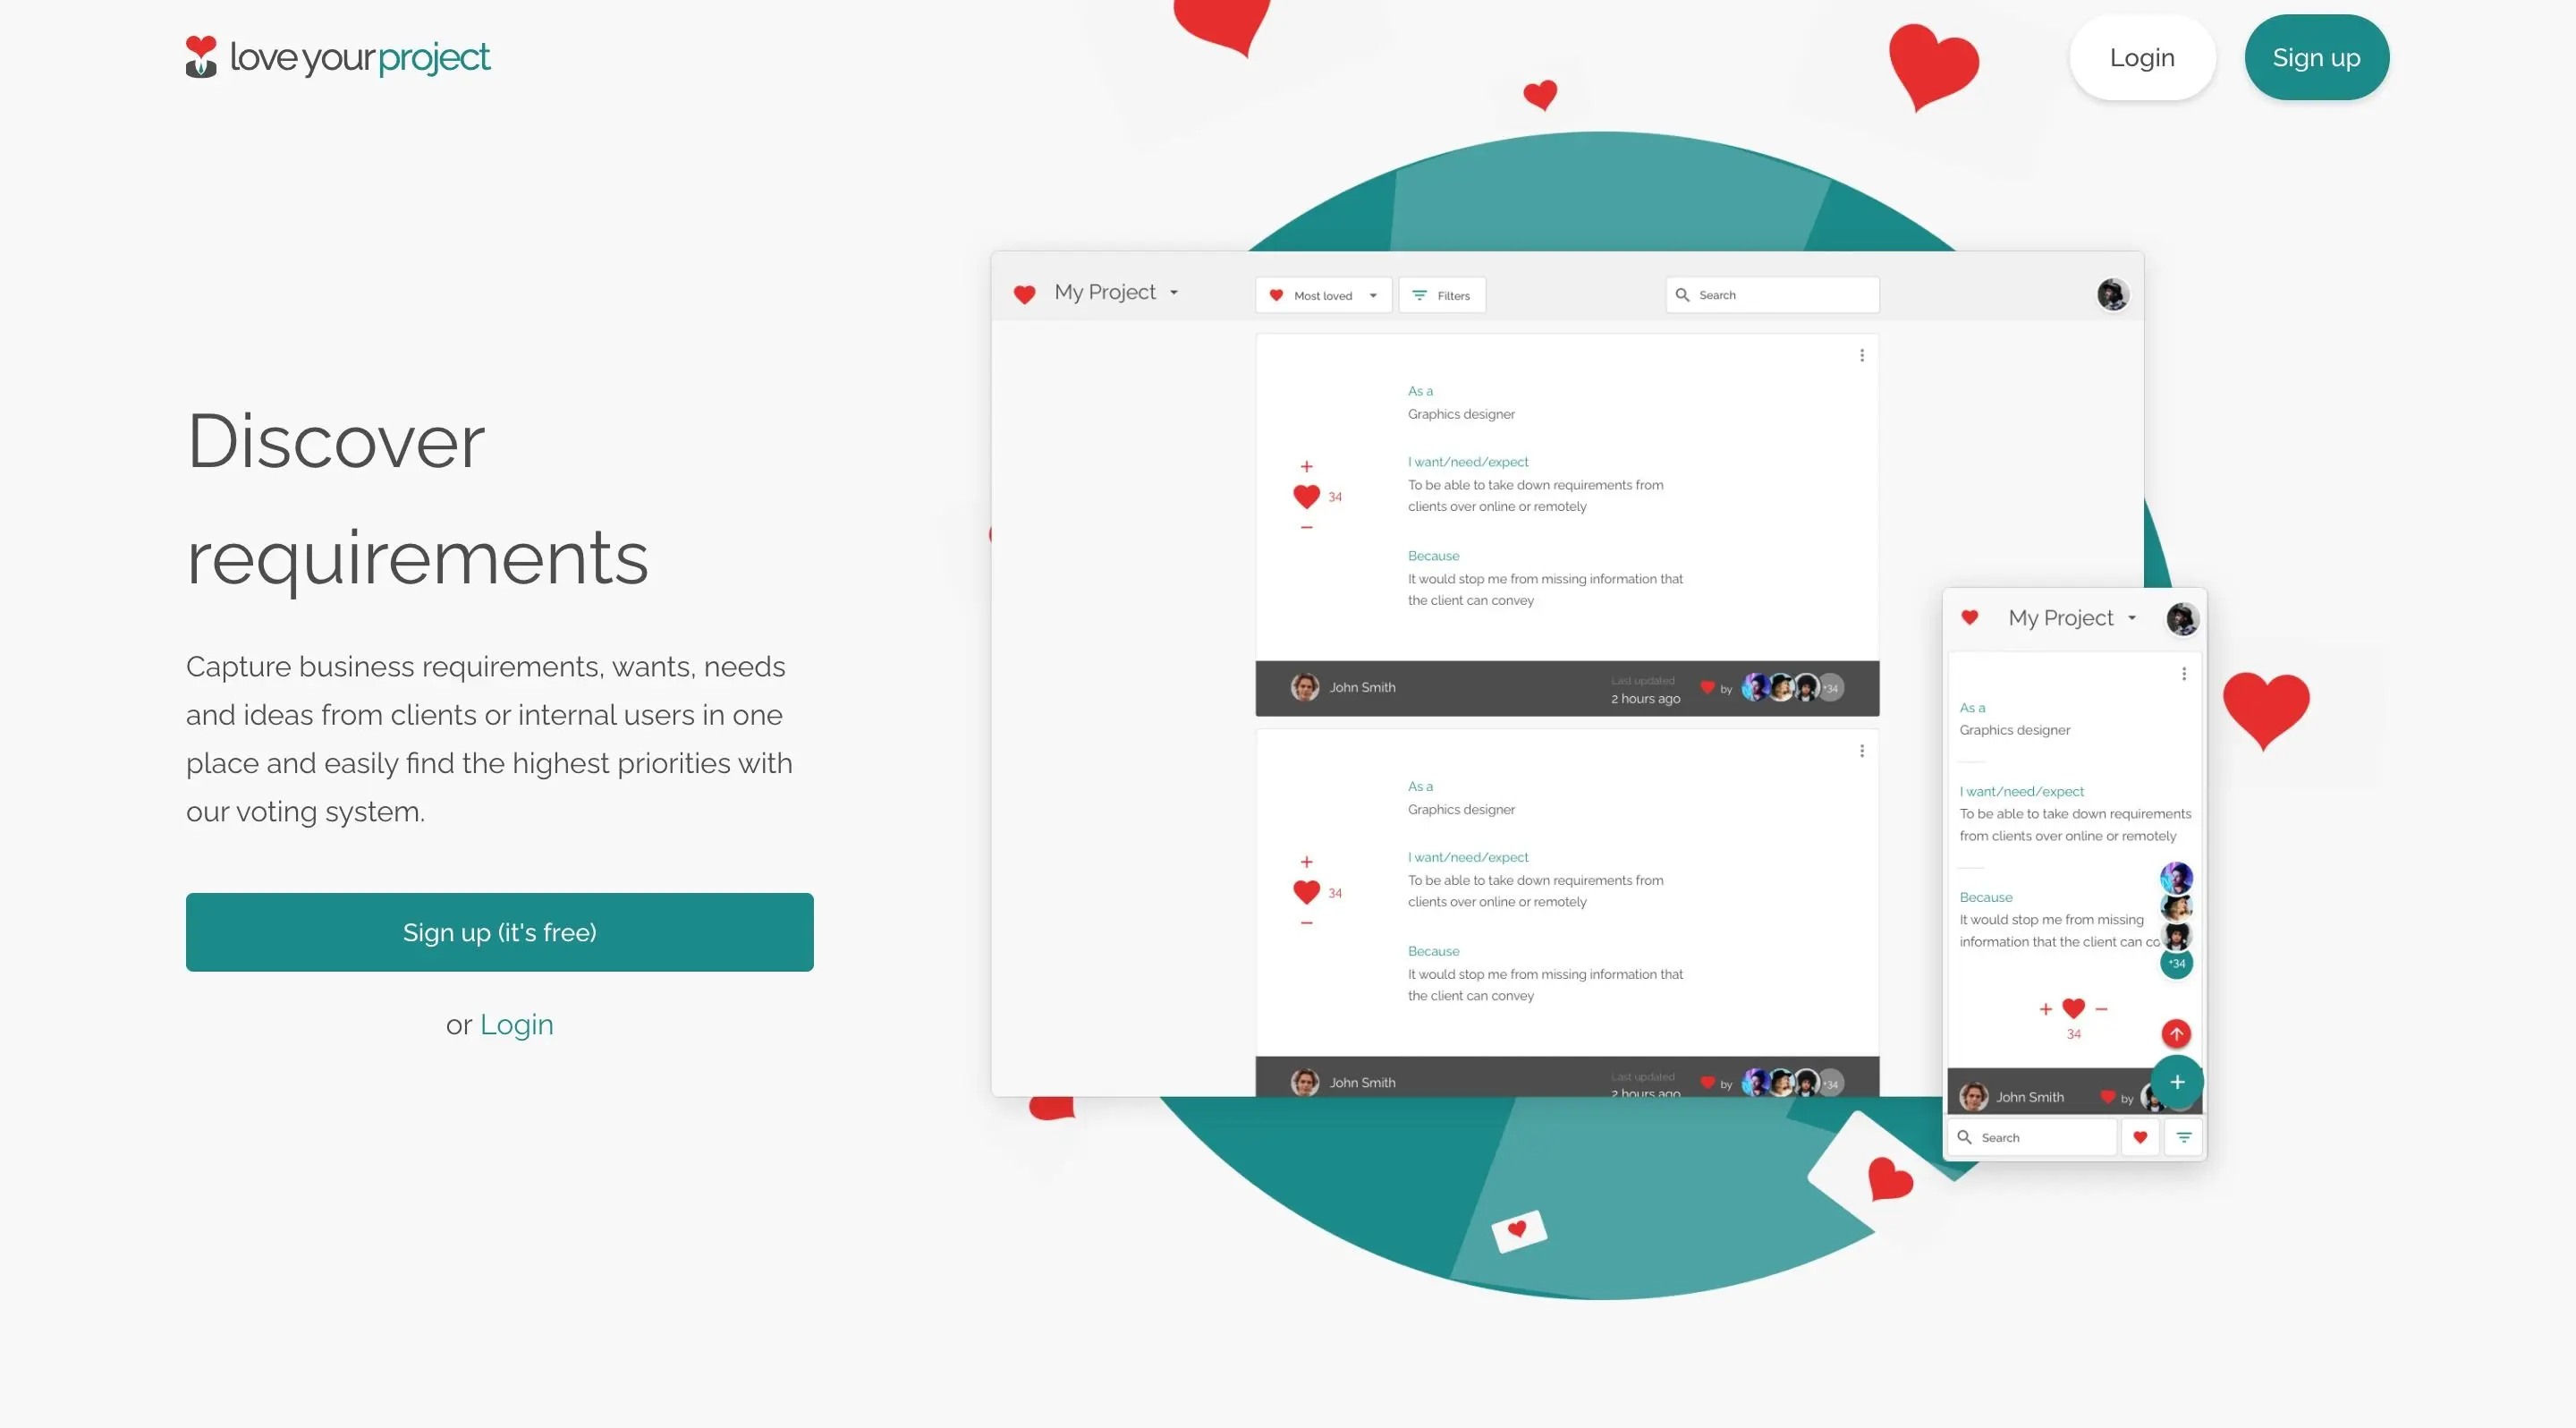 loveyourproject
Login
Sign up
Discover
requirements
Capture business requirements, wants, needs
and ideas from clients or internal users in one
place and easily find the highest priorities with
our voting system.
Sign up (it's free)
or Login
My Project
Most loved
Filters
Search
As a
Graphics designer
I want/need/expect
To be able to take down requirements from
clients over online or remotely
34
Because
It would stop me from missing information that
the client can convey
John Smith
Last updated
2 hours ago
by
+34
As a
Graphics designer
I want/need/expect
To be able to take down requirements from
clients over online or remotely
34
Because
It would stop me from missing information that
the client can convey
John Smith
Last updated
2 hours ago
by
+34
My Project
As a
Graphics designer
I want/need/expect
To be able to take down requirements
from clients over online or remotely
Because
It would stop me from missing
information that the client can co
+34
34
John Smith
by
Search